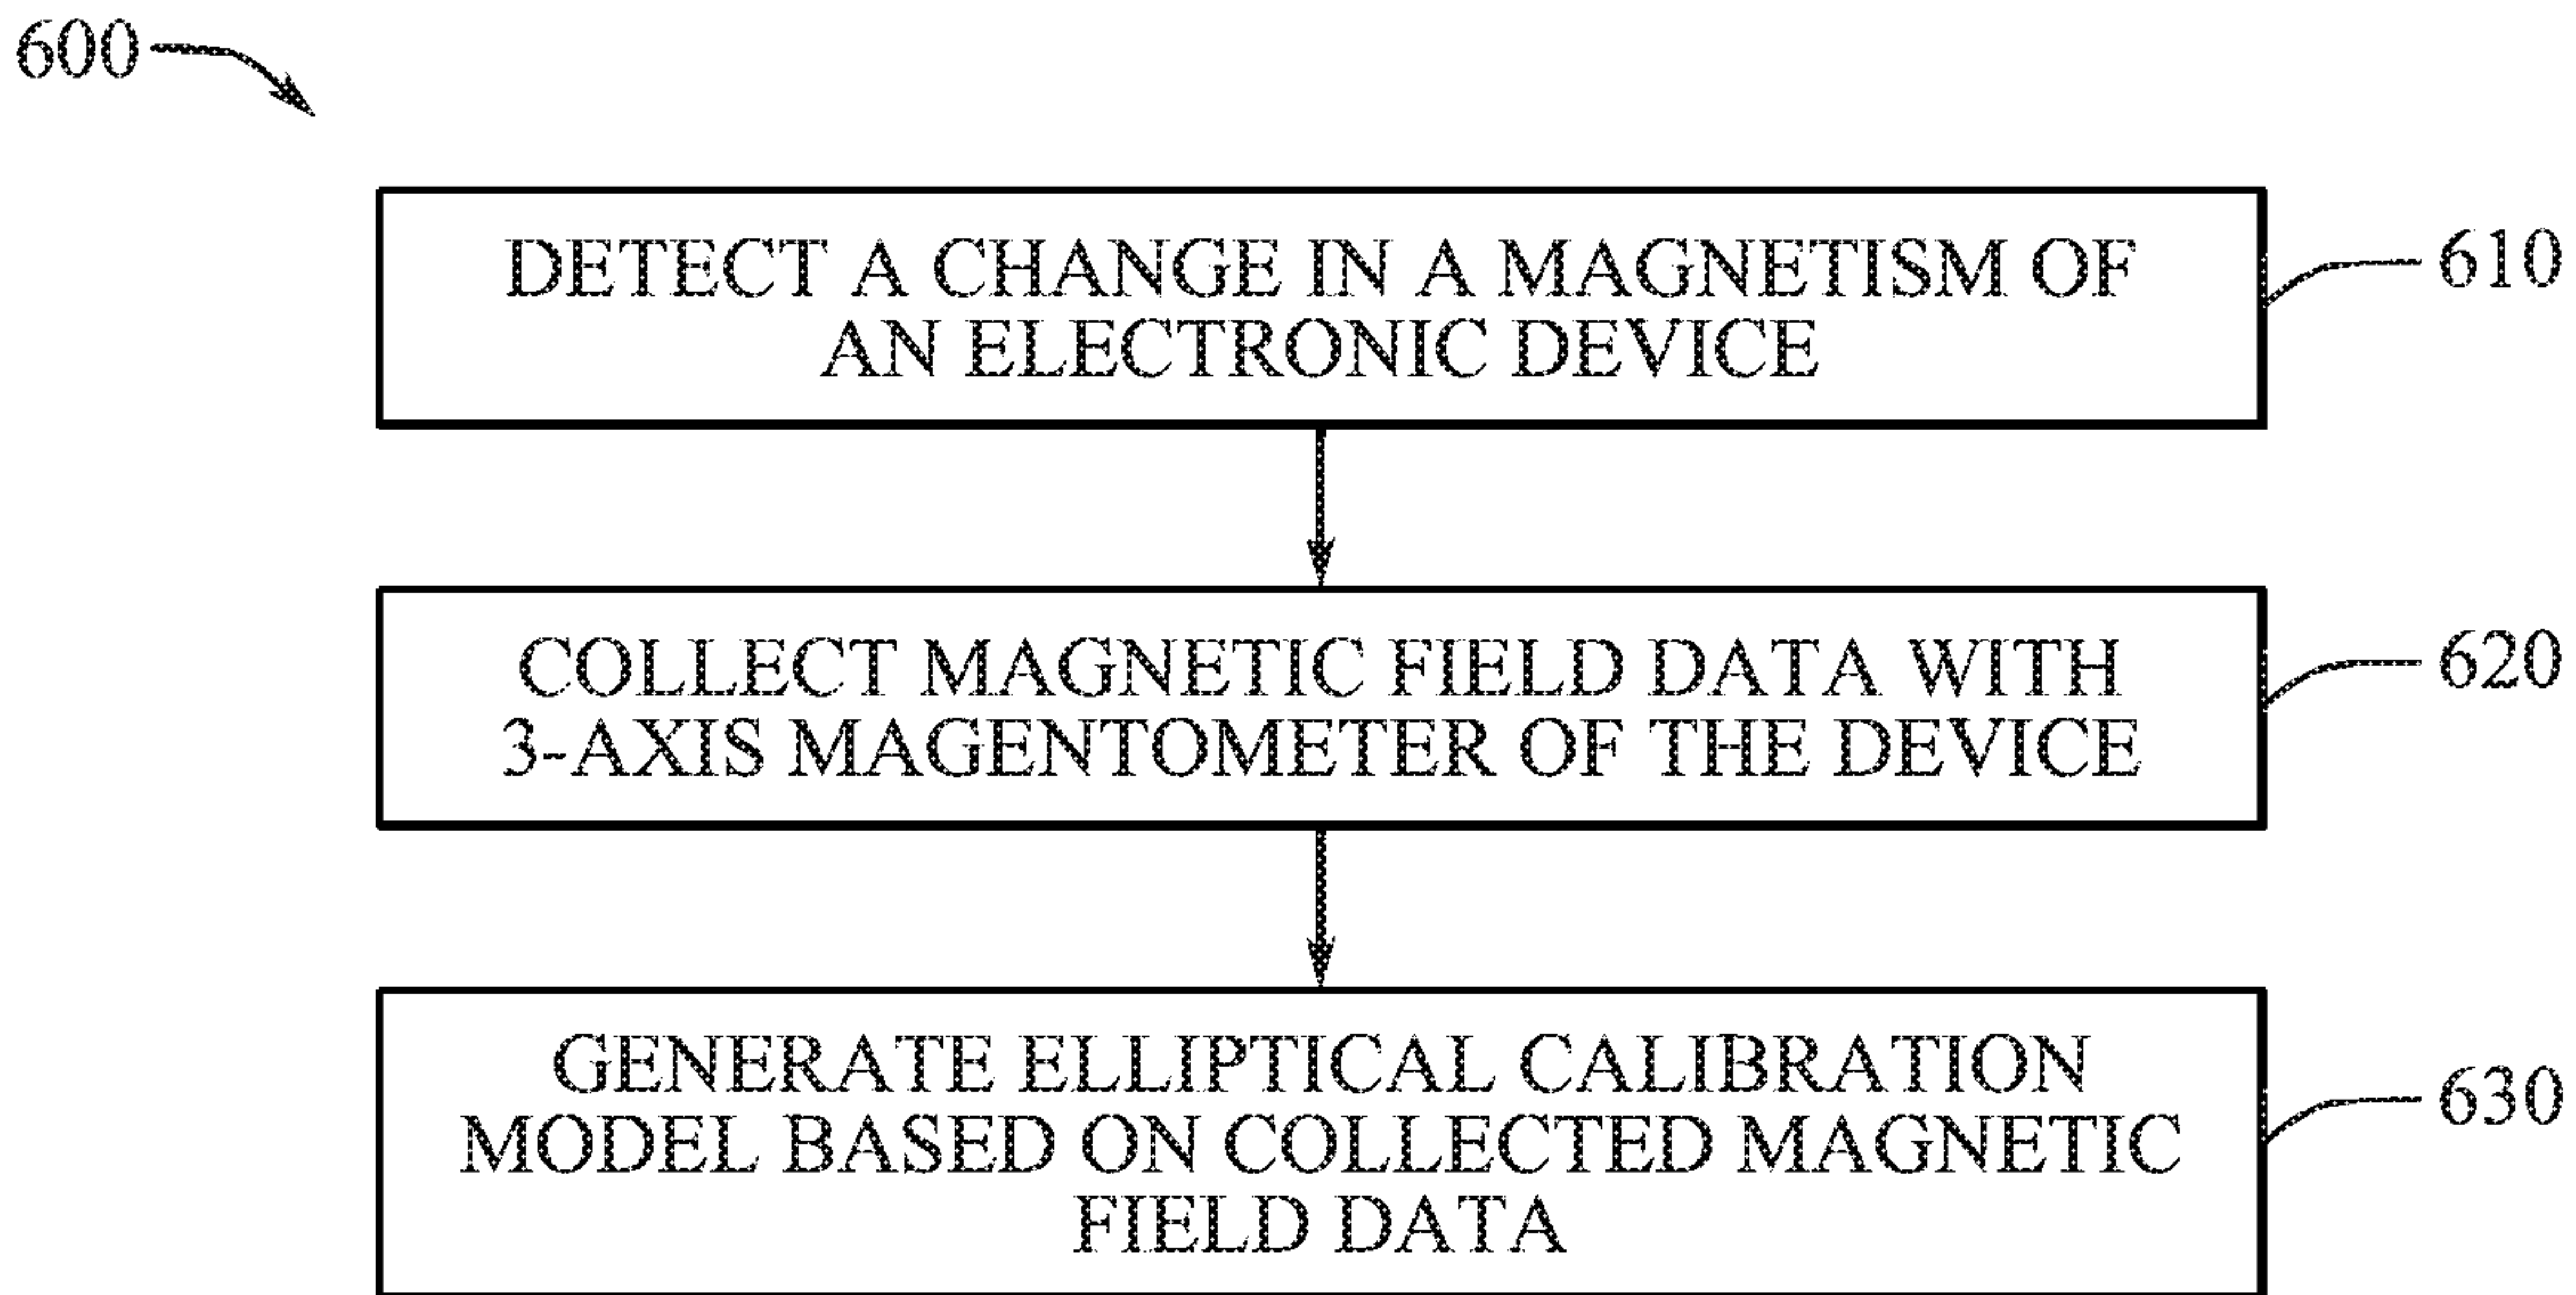 600
DETECT A CHANGE IN A MAGNETISM OF
AN ELECTRONIC DEVICE
610
COLLECT MAGNETIC FIELD DATA WITH
3-AXIS MAGENTOMETER OF THE DEVICE
620
GENERATE ELLIPTICAL CALIBRATION
MODEL BASED ON COLLECTED MAGNETIC
FIELD DATA
630